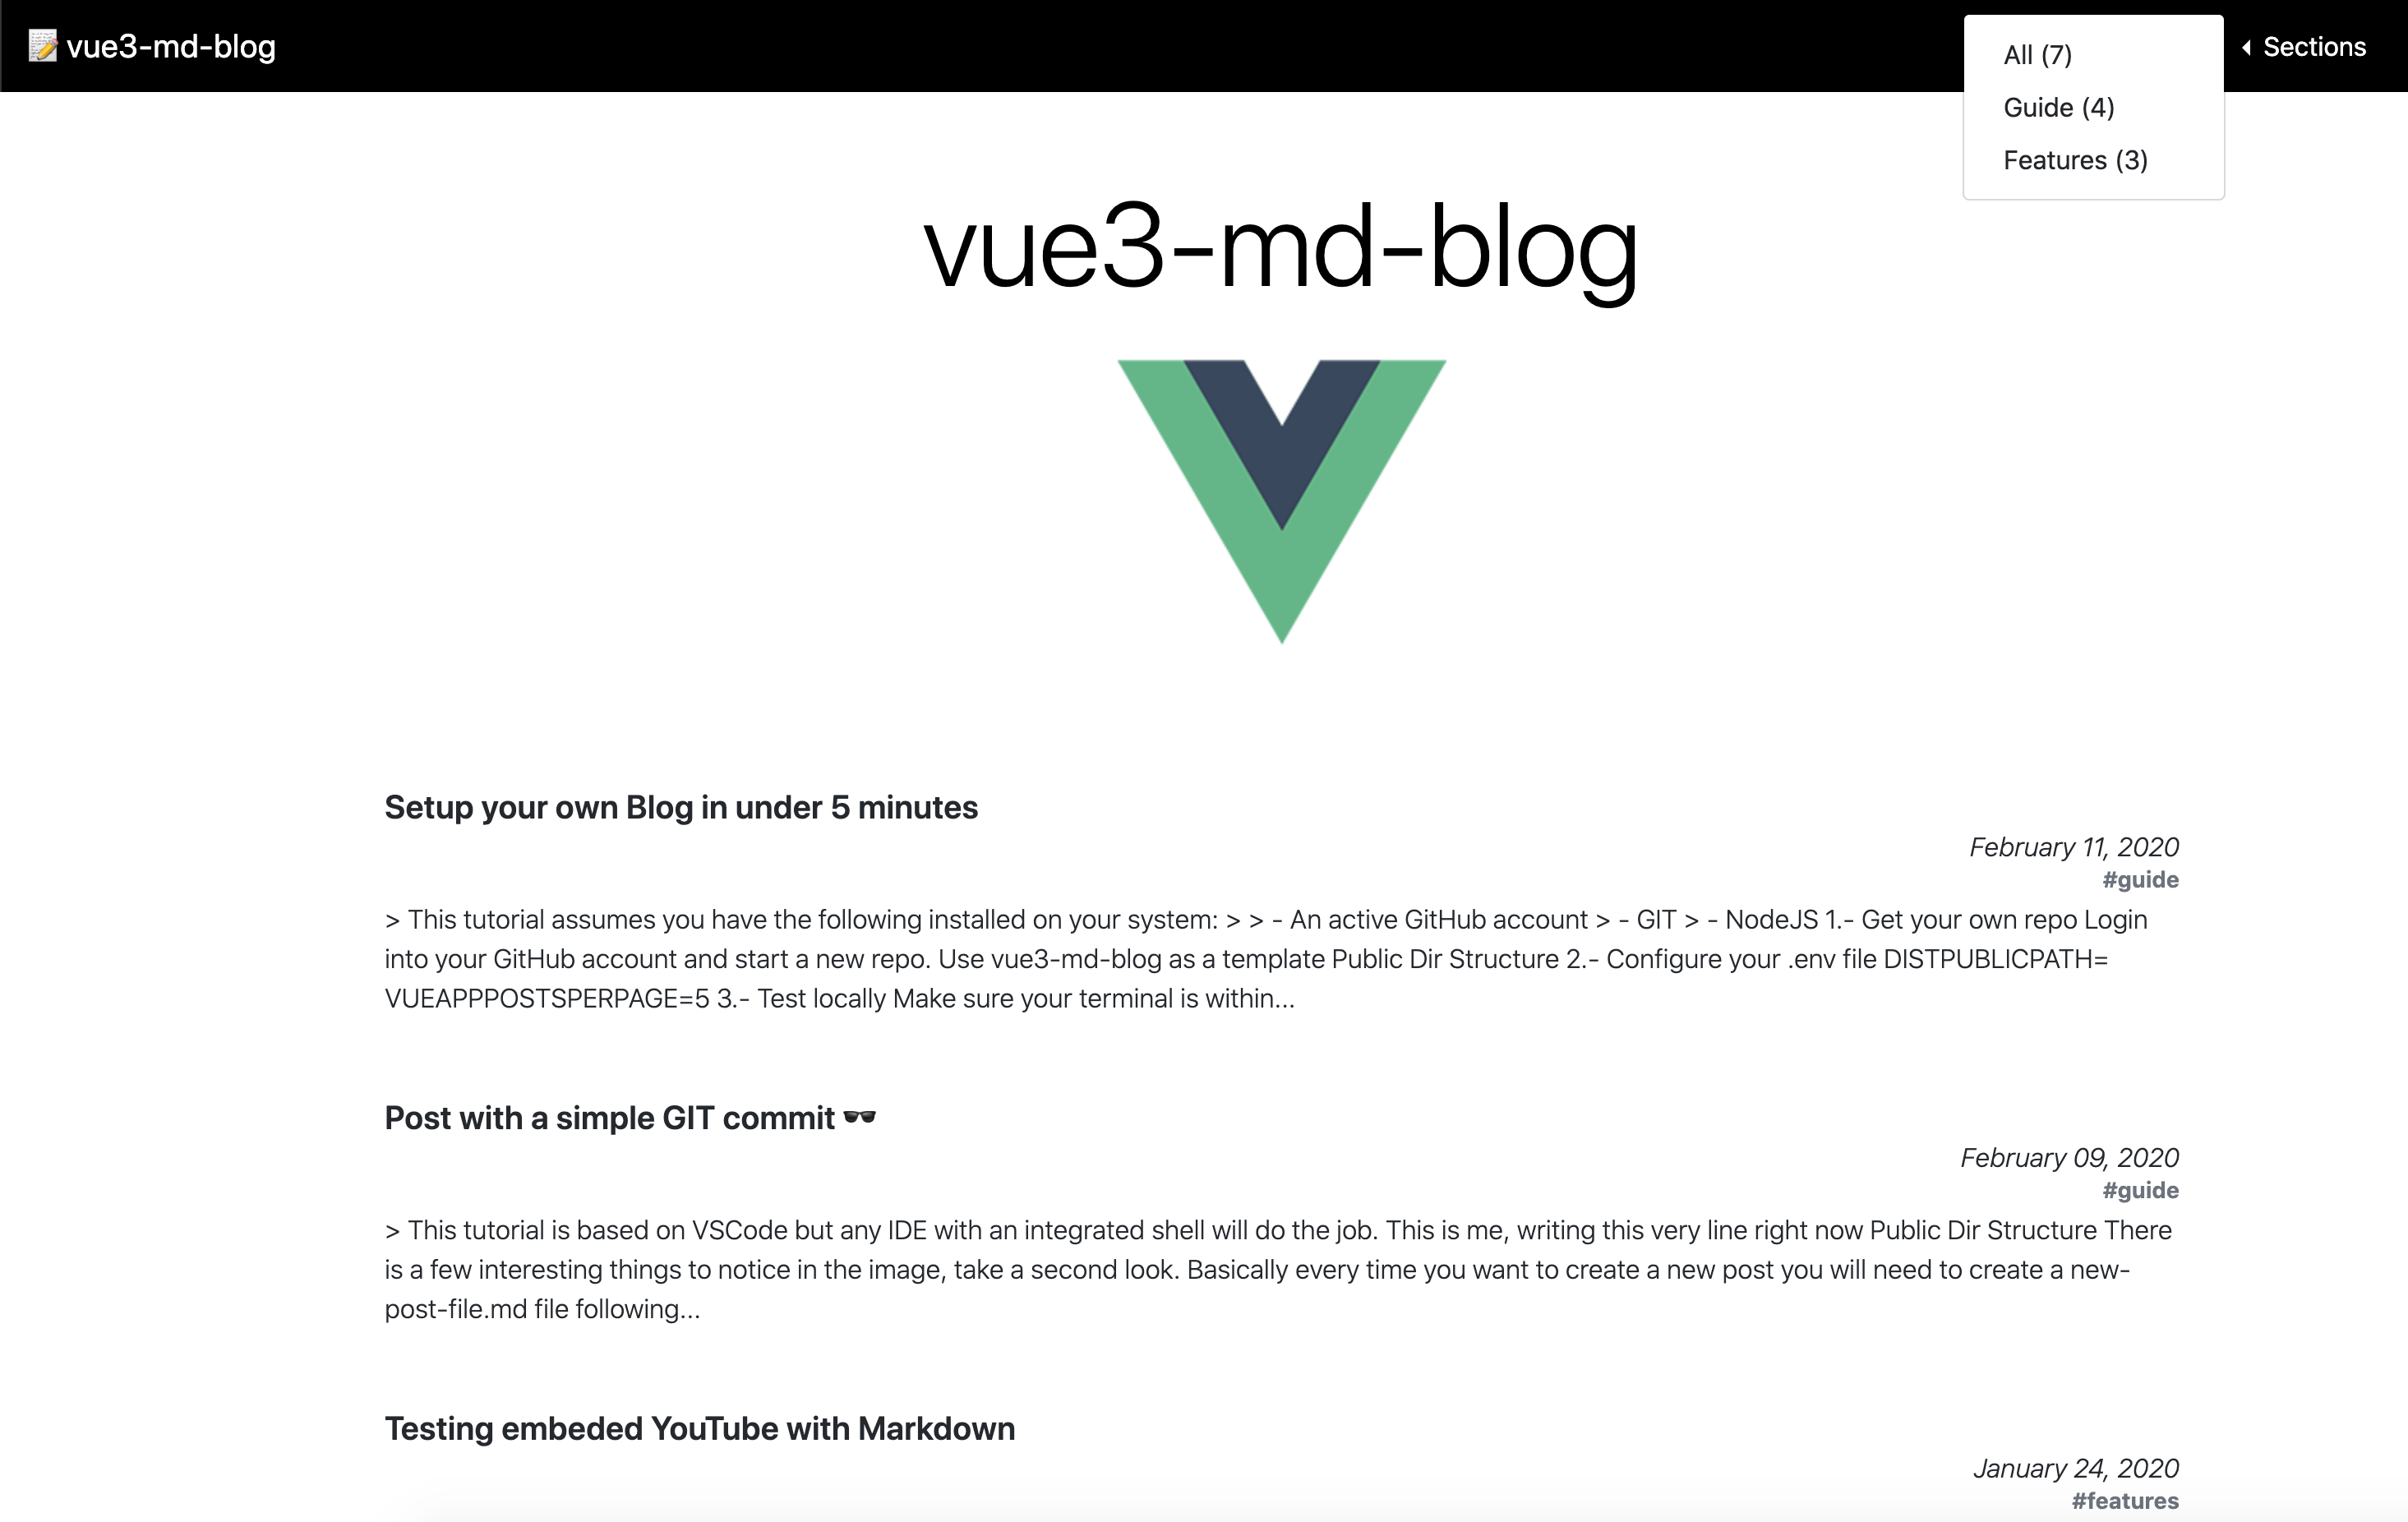 📝 vue3-md-blog
Sections
All (7)
Guide (4)
Features (3)
vue3-md-blog
Setup your own Blog in under 5 minutes
February 11, 2020
#guide
> This tutorial assumes you have the following installed on your system: > > - An active GitHub account > - GIT > - NodeJS 1.- Get your own repo Login
into your GitHub account and start a new repo. Use vue3-md-blog as a template Public Dir Structure 2.- Configure your .env file DISTPUBLICPATH=
VUEAPPPOSTSPERPAGE=5 3.- Test locally Make sure your terminal is within...
Post with a simple GIT commit 🕶️
February 09, 2020
#guide
> This tutorial is based on VSCode but any IDE with an integrated shell will do the job. This is me, writing this very line right now Public Dir Structure There
is a few interesting things to notice in the image, take a second look. Basically every time you want to create a new post you will need to create a new-
post-file.md file following...
Testing embeded YouTube with Markdown
January 24, 2020
#features